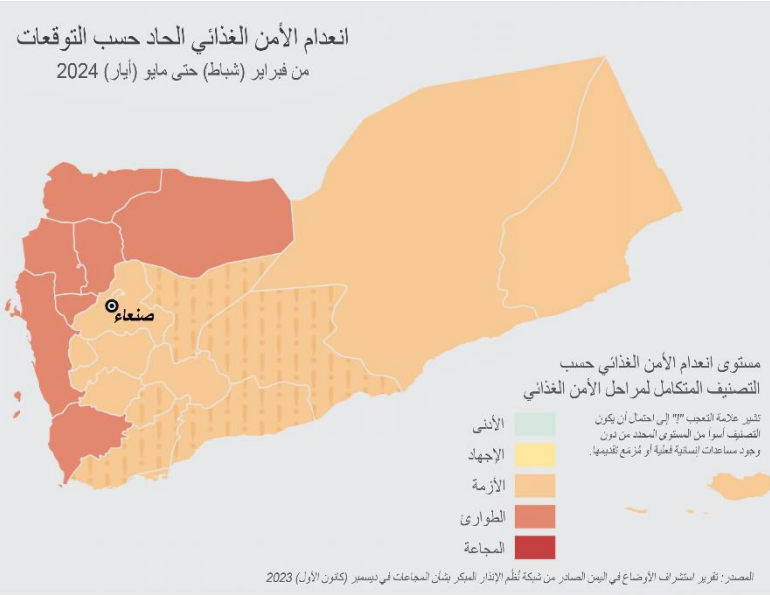 انعدام الأمن الغذائي الحاد حسب التوقعات
من فبراير (شباط) حتى مايو (أيار) 2024
صنعاء
مستوى انعدام الأمن الغذائي حسب
التصنيف المتكامل لمراحل الأمن الغذائي
تشير علامة التعجب "!" إلى احتمال أن يكون
التصنيف أسوأ من المستوى المحدد من دون
وجود مساعدات إنسانية فعلية أو مُزمَع تقديمها.
الأدنى
الإجهاد
الأزمة
الطوارئ
المجاعة
المصدر: تقرير استشراف الأوضاع في اليمن الصادر من شبكة نُظُم الإنذار المبكر بشأن المجاعات في ديسمبر (كانون الأول) 2023